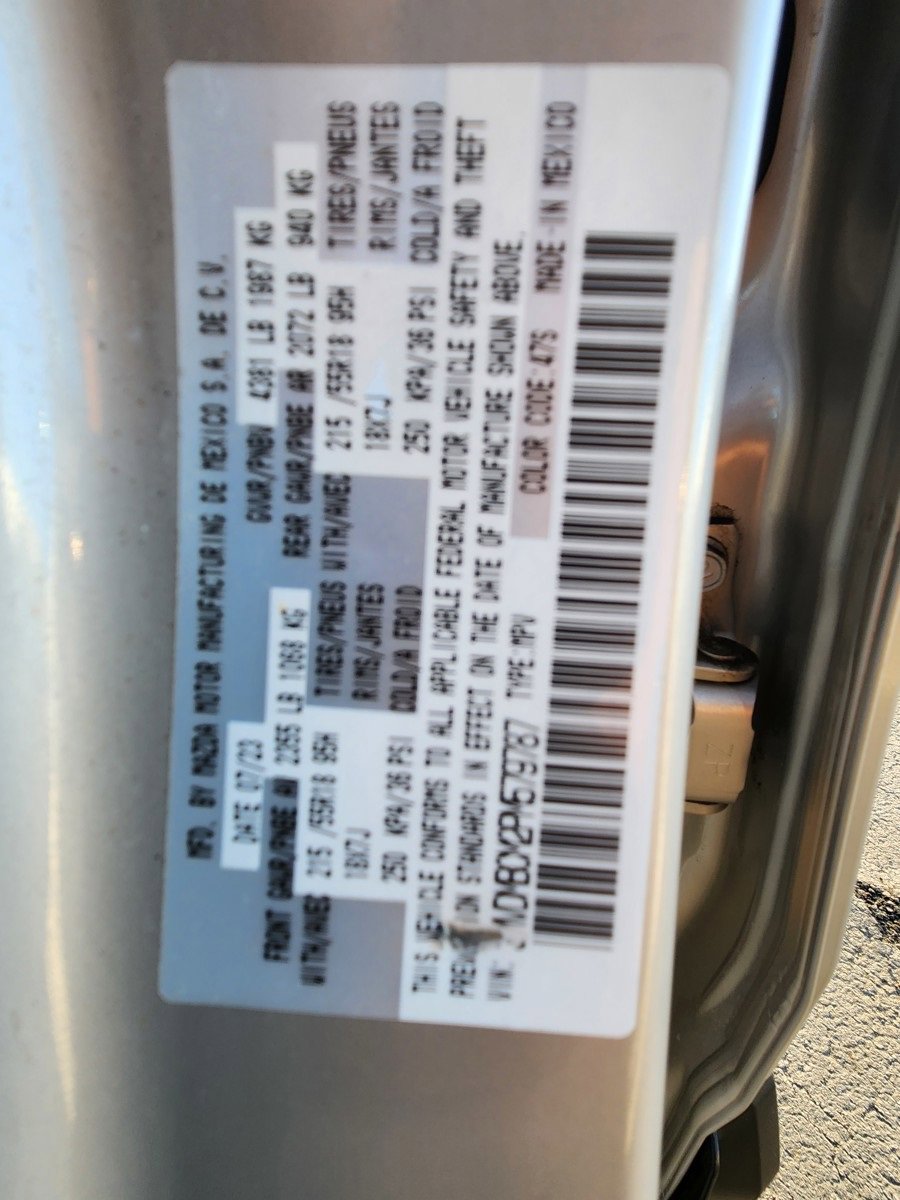 MFD. BY MAZDA MOTOR MANUFACTURING DE MEXICO S.A. DE C.V.
DATE 07/23 GVWR/PNBV 4381 LB 1987 KG
FRONT GAWR/PNBE AV 2355 LB 1068 KG REAR GAWR/PNBE AR 2072 LB 940 KG
WITH/AVEC 215 /55R18 95H TIRES/PNEUS WITH/AVEC 215 /55R18 95H TIRES/PNEUS
18X7J RIMS/JANTES 18X7J RIMS/JANTES
250 KPA/36 PSI COLD/A FROID 250 KPA/36 PSI COLD/A FROID
THIS VEHICLE CONFORMS TO ALL APPLICABLE FEDERAL MOTOR VEHICLE SAFETY AND THEFT
PREVENTION STANDARDS IN EFFECT ON THE DATE OF MANUFACTURE SHOWN ABOVE.
VIN: TYPE:MPV COLOR CODE:47S MADE IN MEXICO
ZP